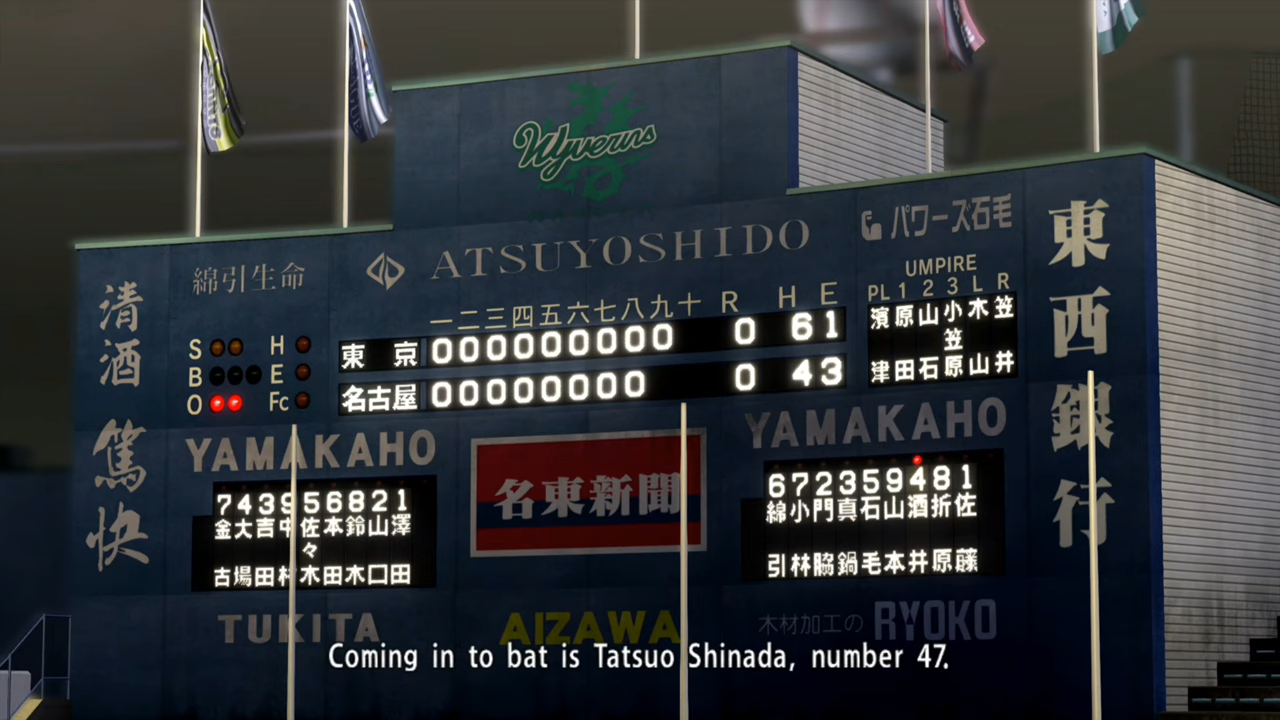 Wyverns
ATSUYOSHIDO
パワーズ石毛
綿引生命
清酒 篤快
東西銀行
UMPIRE
PL 1 2 3 L R
一二三四五六七八九十 R H E
東京 000000000 0 6 1
名古屋 00000000 0 4 3
濱原山小木笠
笠
津田石原山井
S H
B E
O Fc
YAMAKAHO
YAMAKAHO
743956821
金大吉中佐本鈴山澤
々
古場田村木田木口田
名東新聞
672359481
綿小門真石山酒折佐
引林脇鍋毛本井原藤
TUKITA
AIZAWA
木材加工のRYOKO
Coming in to bat is Tatsuo Shinada, number 47.